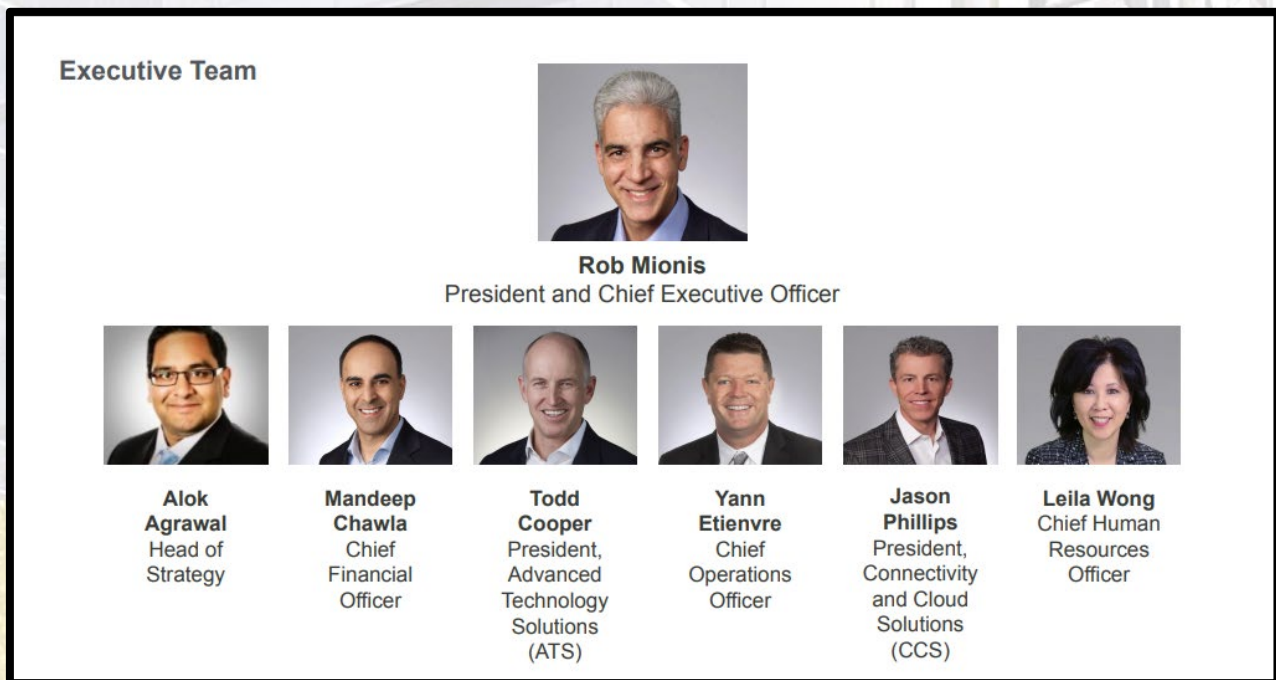 Executive Team
Rob Mionis
President and Chief Executive Officer
Alok
Agrawal
Head of
Strategy
Mandeep
Chawla
Chief
Financial
Officer
Todd
Cooper
President,
Advanced
Technology
Solutions
(ATS)
Yann
Etienvre
Chief
Operations
Officer
Jason
Phillips
President,
Connectivity
and Cloud
Solutions
(CCS)
Leila Wong
Chief Human
Resources
Officer